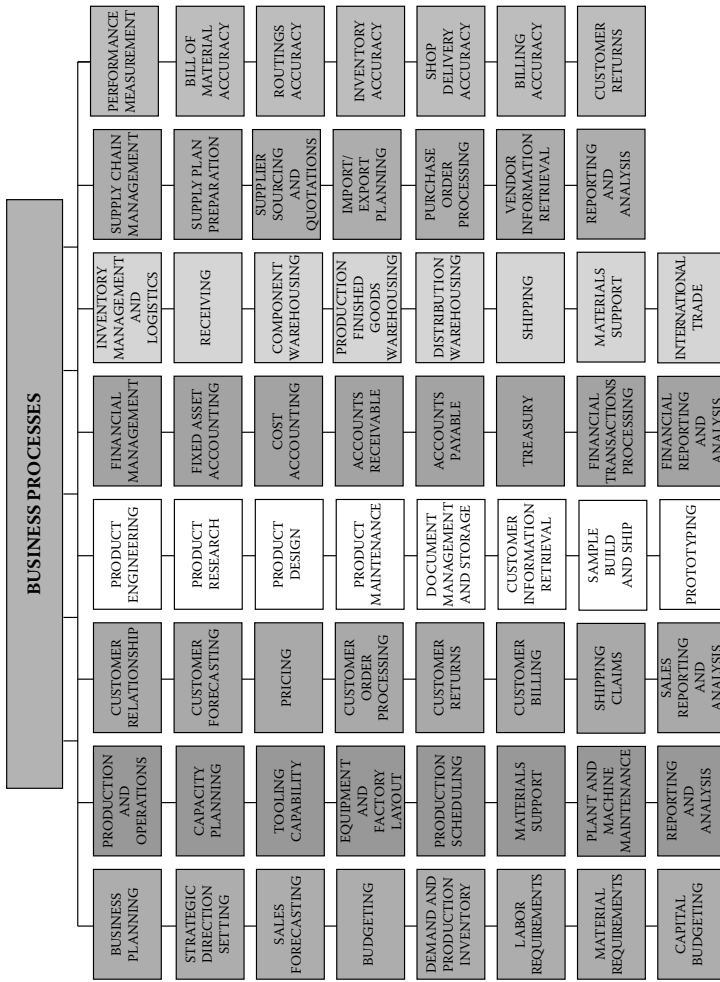 BUSINESS PROCESSES
BUSINESS
PLANNING
STRATEGIC
DIRECTION
SETTING
SALES
FORECASTING
BUDGETING
DEMAND AND
PRODUCTION
INVENTORY
LABOR
REQUIREMENTS
MATERIAL
REQUIREMENTS
CAPITAL
BUDGETING
PRODUCTION
AND
OPERATIONS
CAPACITY
PLANNING
TOOLING
CAPABILITY
EQUIPMENT
AND
FACTORY
LAYOUT
PRODUCTION
SCHEDULING
MATERIALS
SUPPORT
PLANT AND
MACHINE
MAINTENANCE
REPORTING
AND
ANALYSIS
CUSTOMER
RELATIONSHIP
CUSTOMER
FORECASTING
PRICING
CUSTOMER
ORDER
PROCESSING
CUSTOMER
RETURNS
CUSTOMER
BILLING
SHIPPING
CLAIMS
SALES
REPORTING
AND
ANALYSIS
PRODUCT
ENGINEERING
PRODUCT
RESEARCH
PRODUCT
DESIGN
PRODUCT
MAINTENANCE
DOCUMENT
MANAGEMENT
AND STORAGE
CUSTOMER
INFORMATION
RETRIEVAL
SAMPLE
BUILD
AND SHIP
PROTOTYPING
FINANCIAL
MANAGEMENT
FIXED ASSET
ACCOUNTING
COST
ACCOUNTING
ACCOUNTS
RECEIVABLE
ACCOUNTS
PAYABLE
TREASURY
FINANCIAL
TRANSACTIONS
PROCESSING
FINANCIAL
REPORTING
AND
ANALYSIS
INVENTORY
MANAGEMENT
AND
LOGISTICS
RECEIVING
COMPONENT
WAREHOUSING
PRODUCTION
FINISHED
GOODS
WAREHOUSING
DISTRIBUTION
WAREHOUSING
SHIPPING
MATERIALS
SUPPORT
INTERNATIONAL
TRADE
SUPPLY CHAIN
MANAGEMENT
SUPPLY PLAN
PREPARATION
SUPPLIER
SOURCING
AND
QUOTATIONS
IMPORT/
EXPORT
PLANNING
PURCHASE
ORDER
PROCESSING
VENDOR
INFORMATION
RETRIEVAL
REPORTING
AND
ANALYSIS
PERFORMANCE
MEASUREMENT
BILL OF
MATERIAL
ACCURACY
ROUTINGS
ACCURACY
INVENTORY
ACCURACY
SHOP
DELIVERY
ACCURACY
BILLING
ACCURACY
CUSTOMER
RETURNS